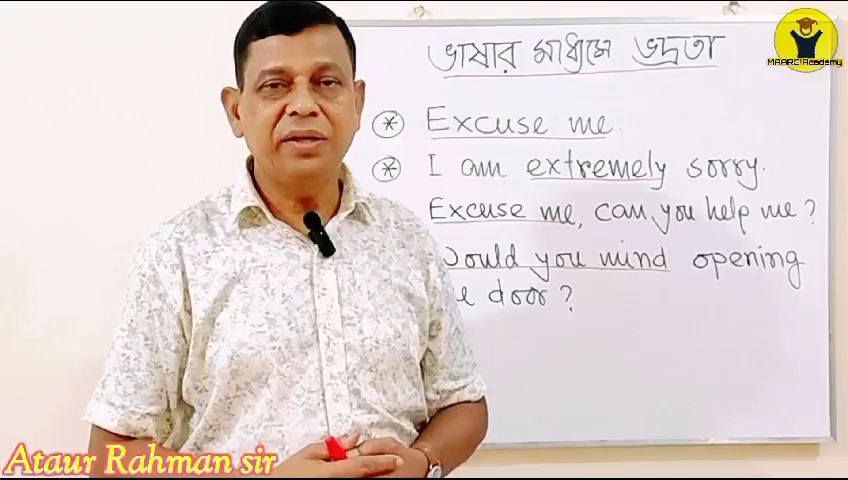 ভাষার মাধ্যমে ভদ্রতা
MAARC Academy
* Excuse me.
* I am extremely sorry.
Excuse me, can you help me?
would you mind opening
door?
Ataur Rahman sir